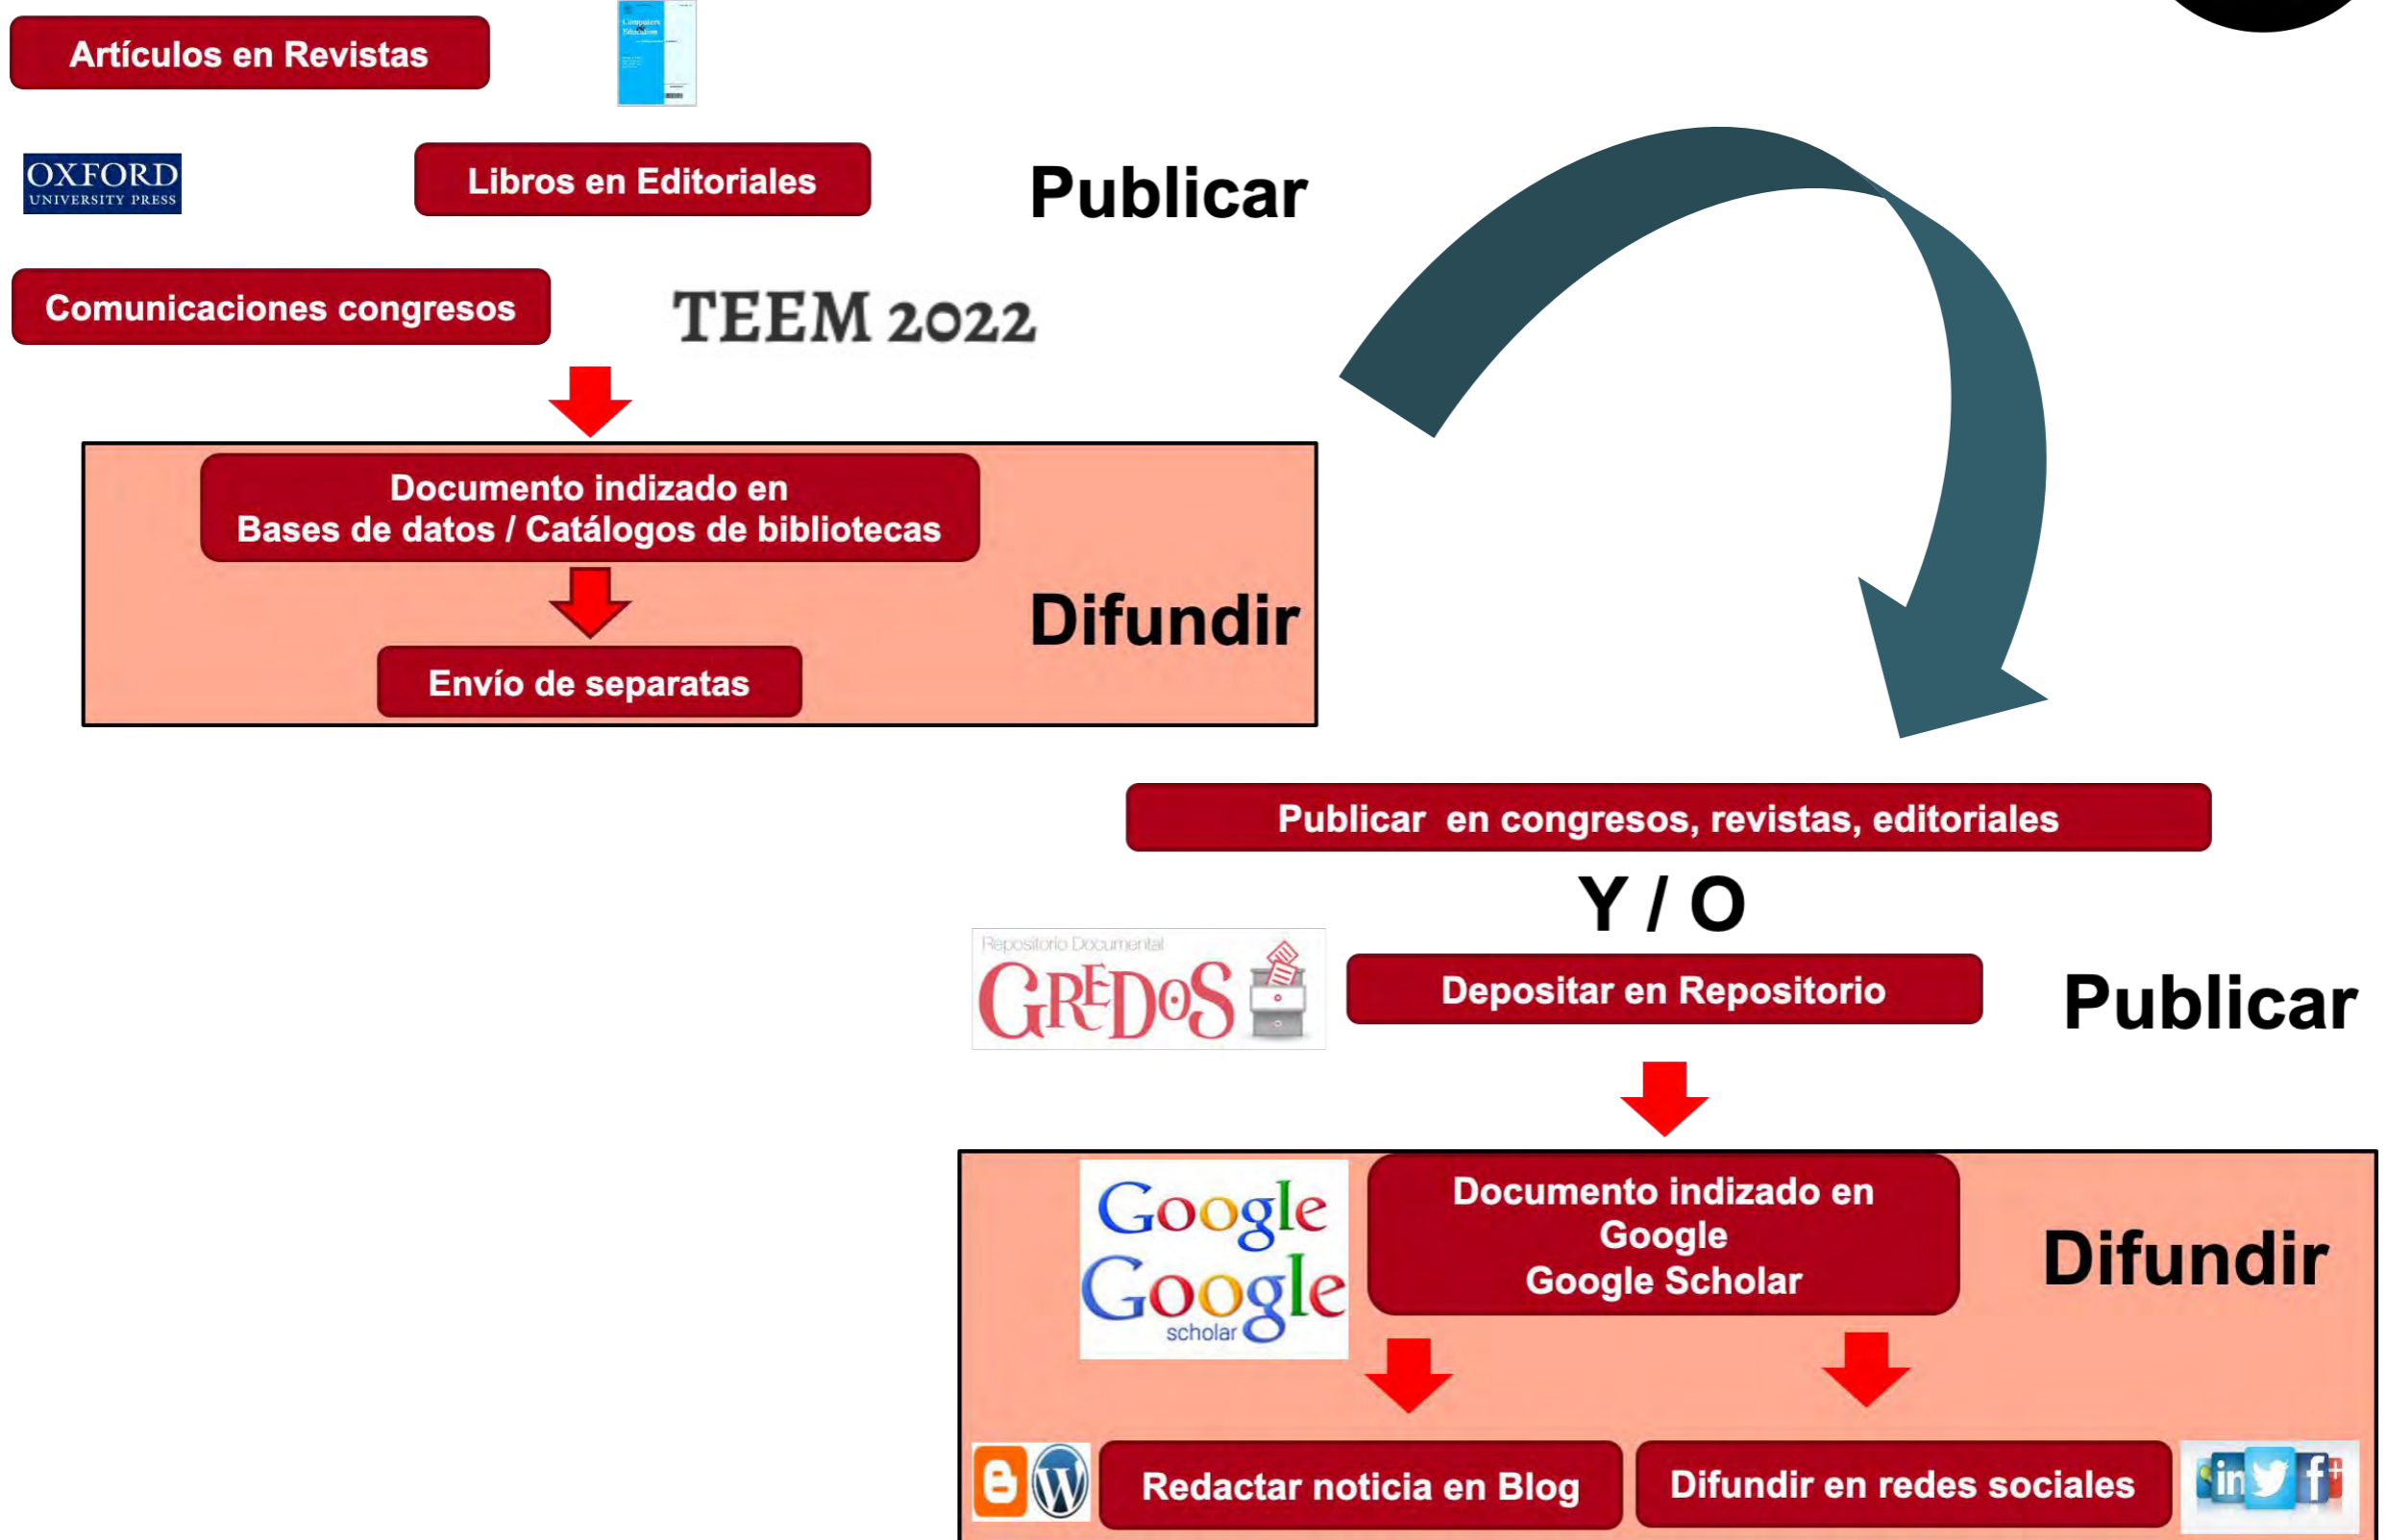 Computers
Education
Artículos en Revistas
OXFORD
UNIVERSITY PRESS
Libros en Editoriales
Publicar
Comunicaciones congresos
TEEM 2022
Documento indizado en
Bases de datos / Catálogos de bibliotecas
Difundir
Envío de separatas
Publicar en congresos, revistas, editoriales
Y / O
Repositorio Documental
GREDOS
Depositar en Repositorio
Publicar
Google
Google
scholar
Documento indizado en
Google
Google Scholar
Difundir
Redactar noticia en Blog
Difundir en redes sociales
in
f